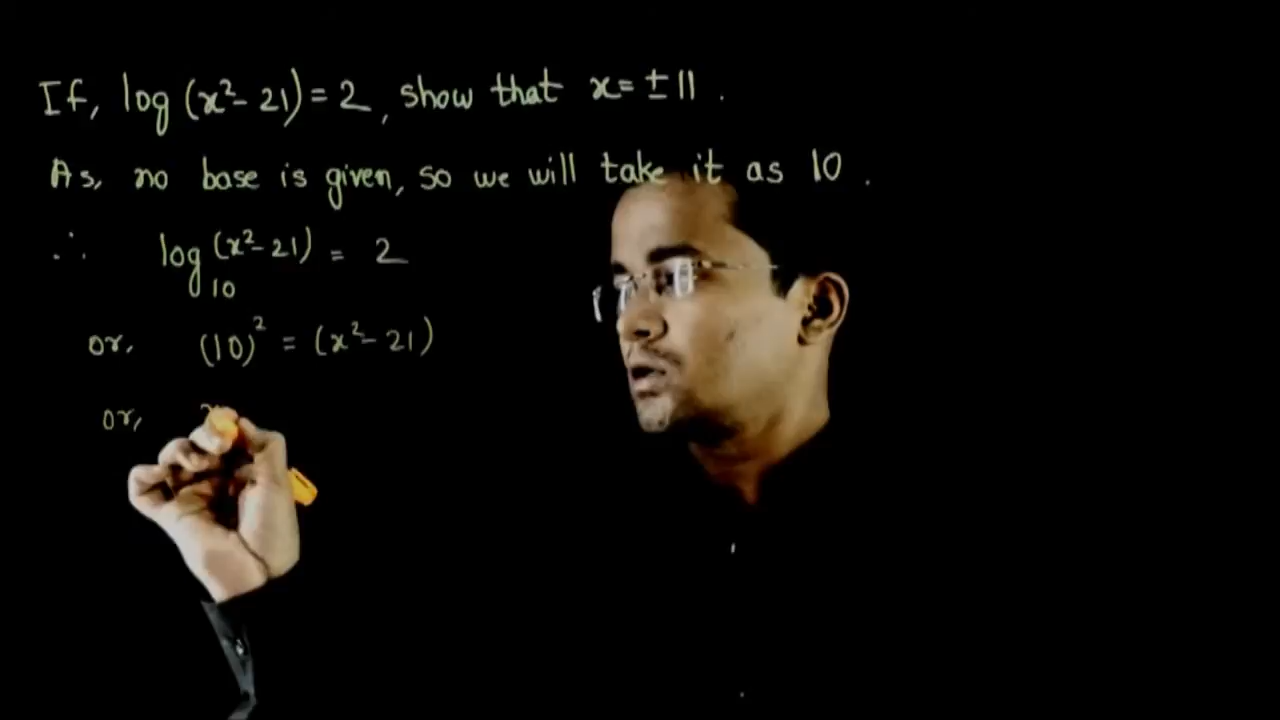 If, log (x²- 21) = 2, show that x = ± 11 .
As, no base is given, so we will take it as 10 .
∴ log₁₀ (x²- 21) = 2
or, (10)² = (x²- 21)
or,